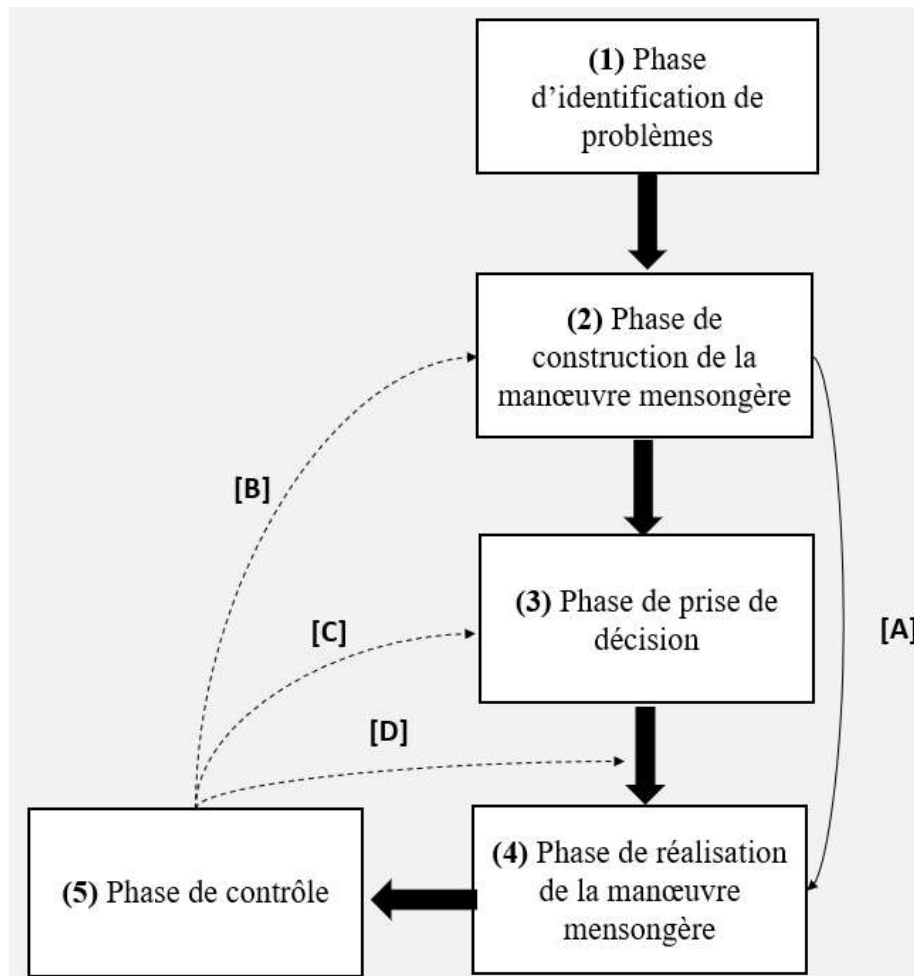 (1) Phase
d’identification de
problèmes
(2) Phase de
construction de la
manœuvre mensongère
[B]
(3) Phase de prise de
décision
[C]
[A]
[D]
(4) Phase de réalisation
de la manœuvre
mensongère
(5) Phase de contrôle